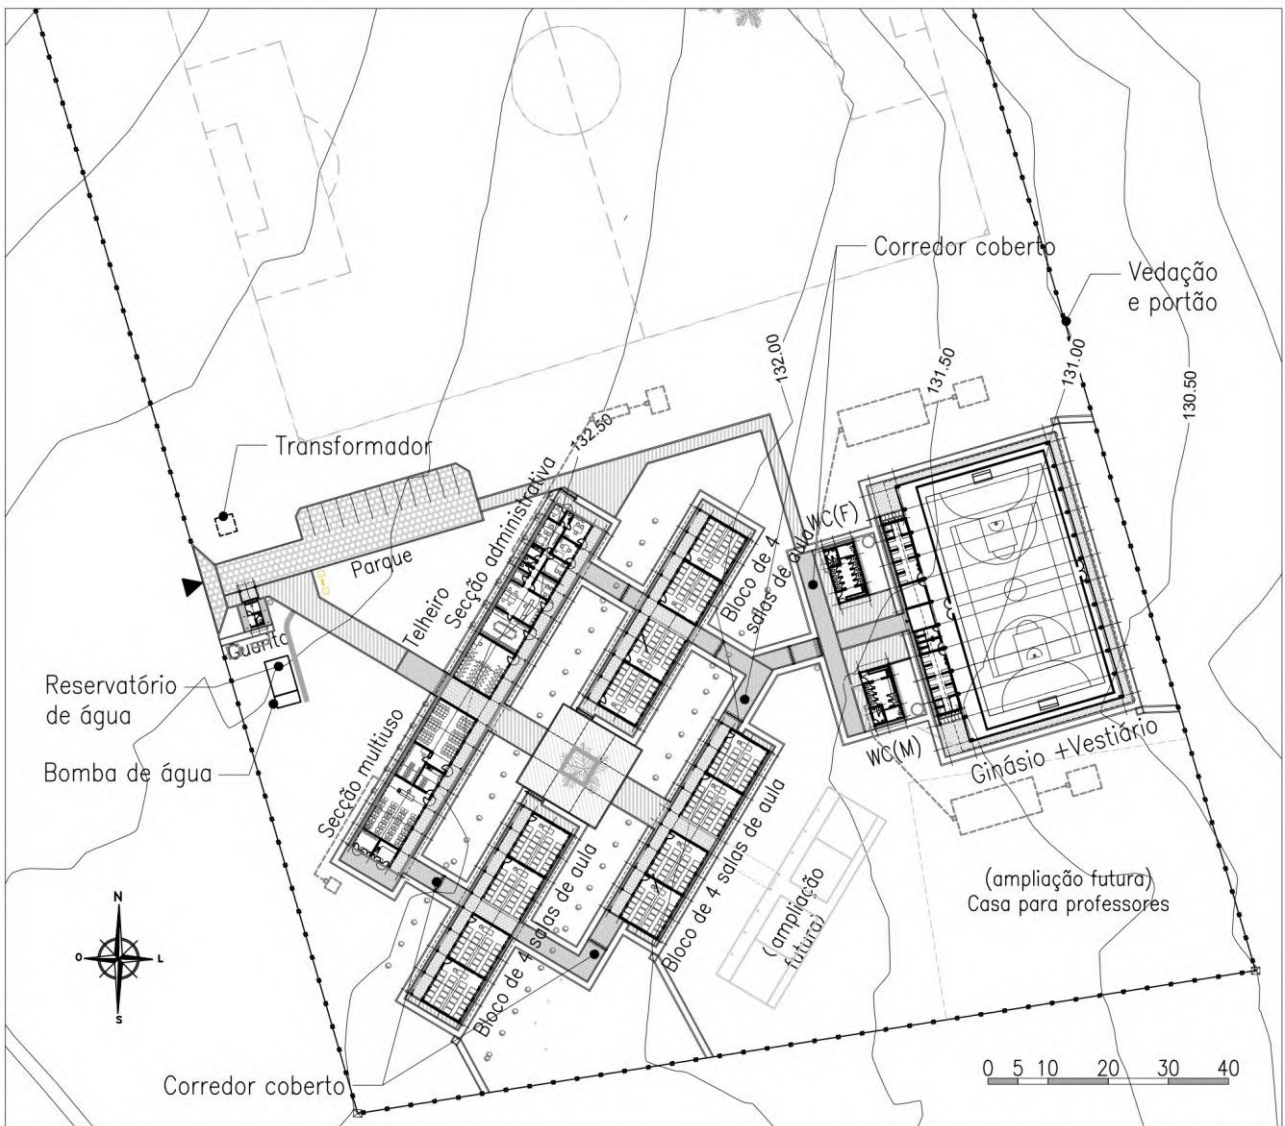 Corredor coberto
Vedação
e portão
132.00
131.50
131.00
130.50
132.50
Transformador
Parque
Secção administrativa
Telheiro
Bloco de 4
salas de aula
WC(F)
Guarita
Reservatório
de água
Bomba de água
Secção multiuso
WC(M)
Ginásio +Vestiário
Bloco de 4 salas de aula
Bloco de 4 salas de aula
(ampliação
futura)
(ampliação futura)
Casa para professores
N
O
L
S
Corredor coberto
0 5 10 20 30 40